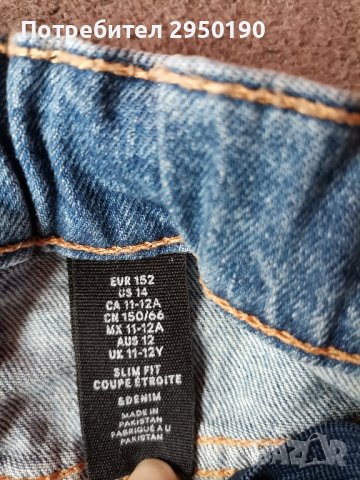 Потребител 2950190
EUR 152
US 14
CA 11-12A
CN 150/66
MX 11-12A
AUS 12
UK 11-12Y
SLIM FIT
COUPE ÉTROITE
&DENIM
MADE IN
PAKISTAN
FABRIQUÉ AU
PAKISTAN
BAZAR